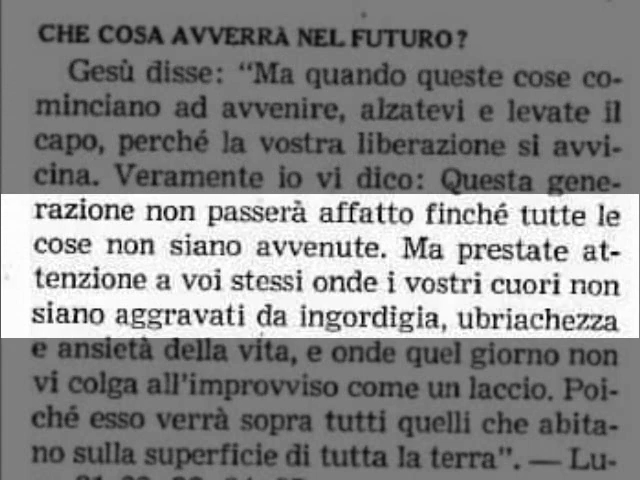 CHE COSA AVVERRÀ NEL FUTURO?
Gesù disse: "Ma quando queste cose co-
minciano ad avvenire, alzatevi e levate il
capo, perché la vostra liberazione si avvi-
cina. Veramente io vi dico: Questa gene-
razione non passerà affatto finché tutte le
cose non siano avvenute. Ma prestate at-
tenzione a voi stessi onde i vostri cuori non
siano aggravati da ingordigia, ubriachezza
e ansietà della vita, e onde quel giorno non
vi colga all'improvviso come un laccio. Poi-
ché esso verrà sopra tutti quelli che abita-
no sulla superficie di tutta la terra". — Lu-